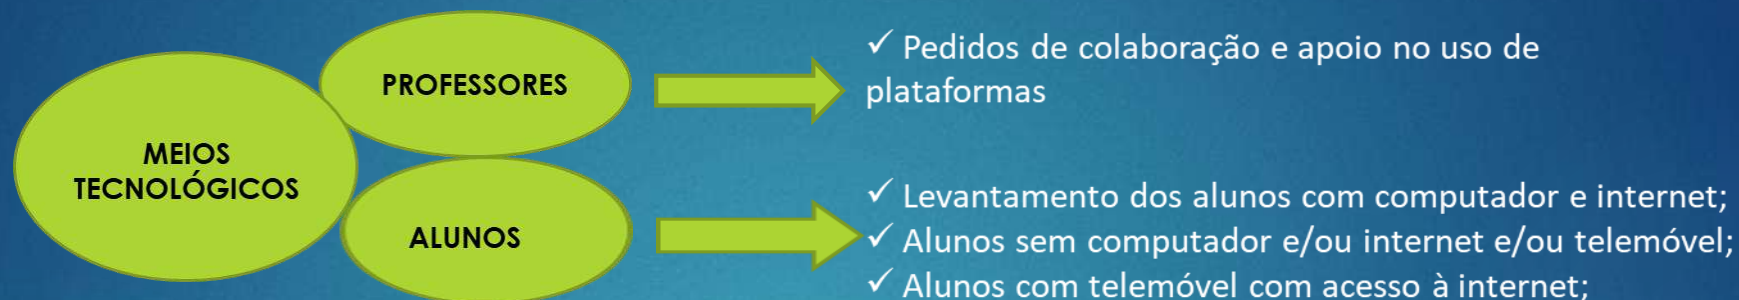 MEIOS
TECNOLÓGICOS
PROFESSORES
✓ Pedidos de colaboração e apoio no uso de
plataformas
ALUNOS
✓ Levantamento dos alunos com computador e internet;
✓ Alunos sem computador e/ou internet e/ou telemóvel;
✓ Alunos com telemóvel com acesso à internet;